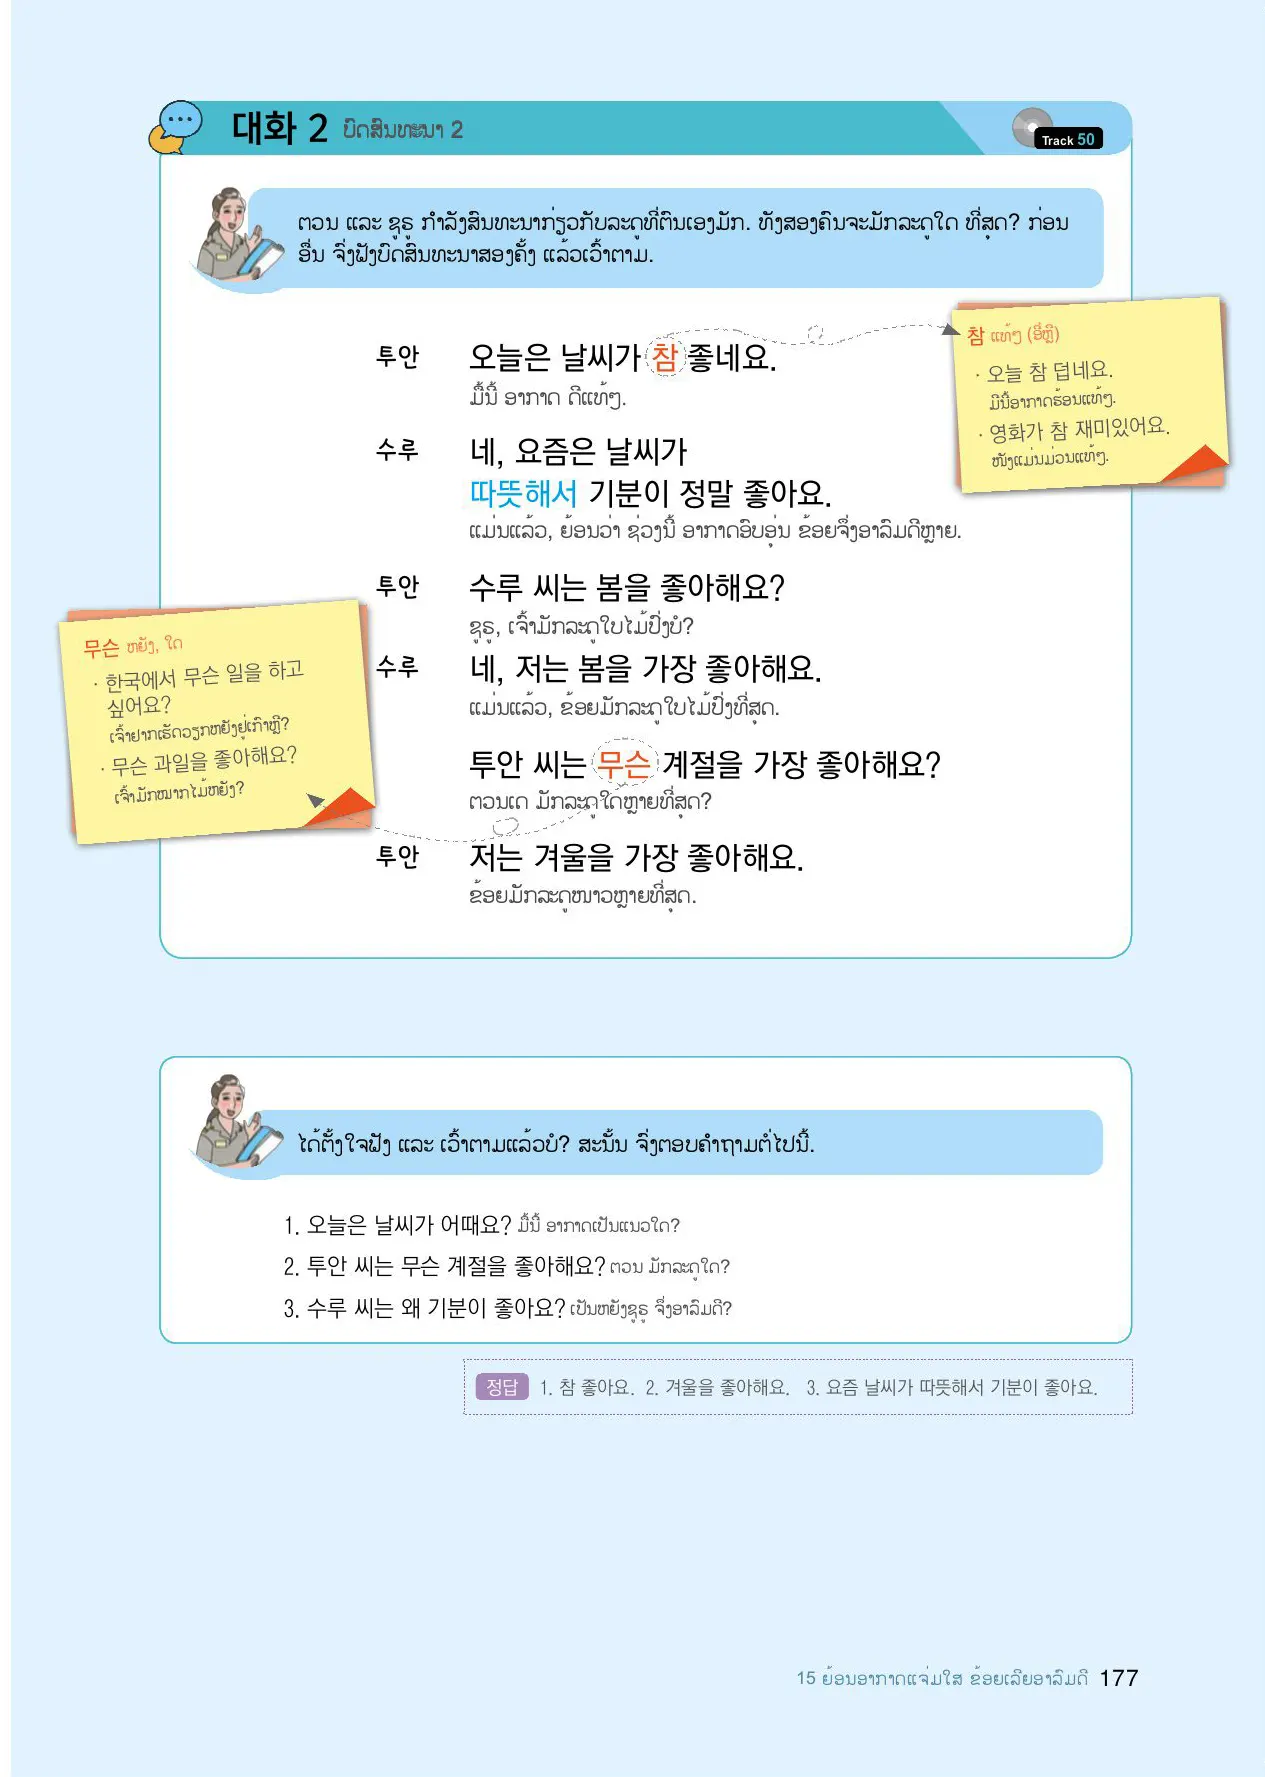 대화 2 ບົດສົນທະນາ 2
Track 50
ຕວນ ແລະ ຊູຣູ ກຳລັງສົນທະນາກ່ຽວກັບລະດູທີ່ຕົນເອງມັກ. ທັງສອງຄົນຈະມັກລະດູໃດ ທີ່ສຸດ? ກ່ອນ
ອື່ນ ຈົ່ງຟັງບົດສົນທະນາສອງຄັ້ງ ແລ້ວເວົ້າຕາມ.
투안 오늘은 날씨가 참 좋네요.
ມື້ນີ້ ອາກາດ ດີແທ້ໆ.
참 ແທ້ໆ (ອີ່ຫຼີ)
· 오늘 참 덥네요.
ມື້ນີ້ອາກາດຮ້ອນແທ້ໆ.
· 영화가 참 재미있어요.
ໜັງແມ່ນມ່ວນແທ້ໆ.
수루 네, 요즘은 날씨가
따뜻해서 기분이 정말 좋아요.
ແມ່ນແລ້ວ, ຍ້ອນວ່າ ຊ່ວງນີ້ ອາກາດອົບອຸ່ນ ຂ້ອຍຈຶ່ງອາລົມດີຫຼາຍ.
투안 수루 씨는 봄을 좋아해요?
ຊູຣູ, ເຈົ້າມັກລະດູໃບໄມ້ປົ່ງບໍ?
수루 네, 저는 봄을 가장 좋아해요.
ແມ່ນແລ້ວ, ຂ້ອຍມັກລະດູໃບໄມ້ປົ່ງທີ່ສຸດ.
투안 씨는 무슨 계절을 가장 좋아해요?
ຕວນເດ ມັກລະດູໃດຫຼາຍທີ່ສຸດ?
무슨 ຫຍັງ, ໃດ
· 한국에서 무슨 일을 하고
싶어요?
ເຈົ້າຢາກເຮັດວຽກຫຍັງຢູ່ເກົາຫຼີ?
· 무슨 과일을 좋아해요?
ເຈົ້າມັກໝາກໄມ້ຫຍັງ?
투안 저는 겨울을 가장 좋아해요.
ຂ້ອຍມັກລະດູໜາວຫຼາຍທີ່ສຸດ.
ໄດ້ຕັ້ງໃຈຟັງ ແລະ ເວົ້າຕາມແລ້ວບໍ? ສະນັ້ນ ຈົ່ງຕອບຄຳຖາມຕໍ່ໄປນີ້.
1. 오늘은 날씨가 어때요? ມື້ນີ້ ອາກາດເປັນແນວໃດ?
2. 투안 씨는 무슨 계절을 좋아해요? ຕວນ ມັກລະດູໃດ?
3. 수루 씨는 왜 기분이 좋아요? ເປັນຫຍັງຊູຣູ ຈຶ່ງອາລົມດີ?
정답 1. 참 좋아요. 2. 겨울을 좋아해요. 3. 요즘 날씨가 따뜻해서 기분이 좋아요.
15 ຍ້ອນອາກາດແຈ່ມໃສ ຂ້ອຍເລີຍອາລົມດີ 177